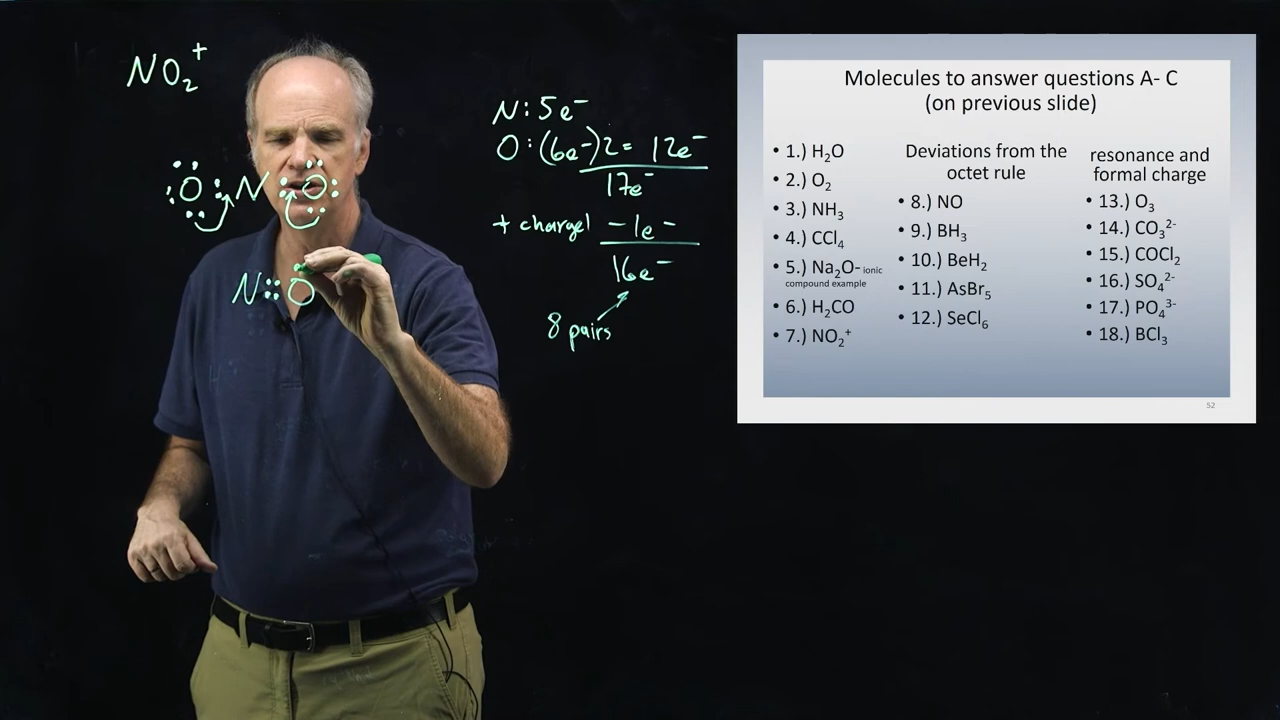 NO₂⁺
O N O
N O
N: 5e⁻
O: (6e⁻)2 = 12e⁻
17e⁻
+ charge! -1e-
16e⁻
8 pairs
Molecules to answer questions A- C
(on previous slide)
• 1.) H₂O
• 2.) O₂
• 3.) NH₃
• 4.) CCl₄
• 5.) Na₂O- ionic
compound example
• 6.) H₂CO
• 7.) NO₂⁺
Deviations from the
octet rule
• 8.) NO
• 9.) BH₃
• 10.) BeH₂
• 11.) AsBr₅
• 12.) SeCl₆
resonance and
formal charge
• 13.) O₃
• 14.) CO₃²⁻
• 15.) COCl₂
• 16.) SO₄²⁻
• 17.) PO₄³⁻
• 18.) BCl₃
52